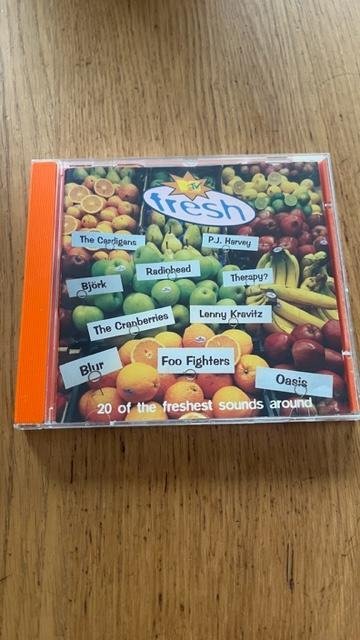 MTV
fresh
The Cardigans
P.J. Harvey
Björk
Radiohead
Therapy?
The Cranberries
Lenny Kravitz
Blur
Foo Fighters
Oasis
20 of the freshest sounds around